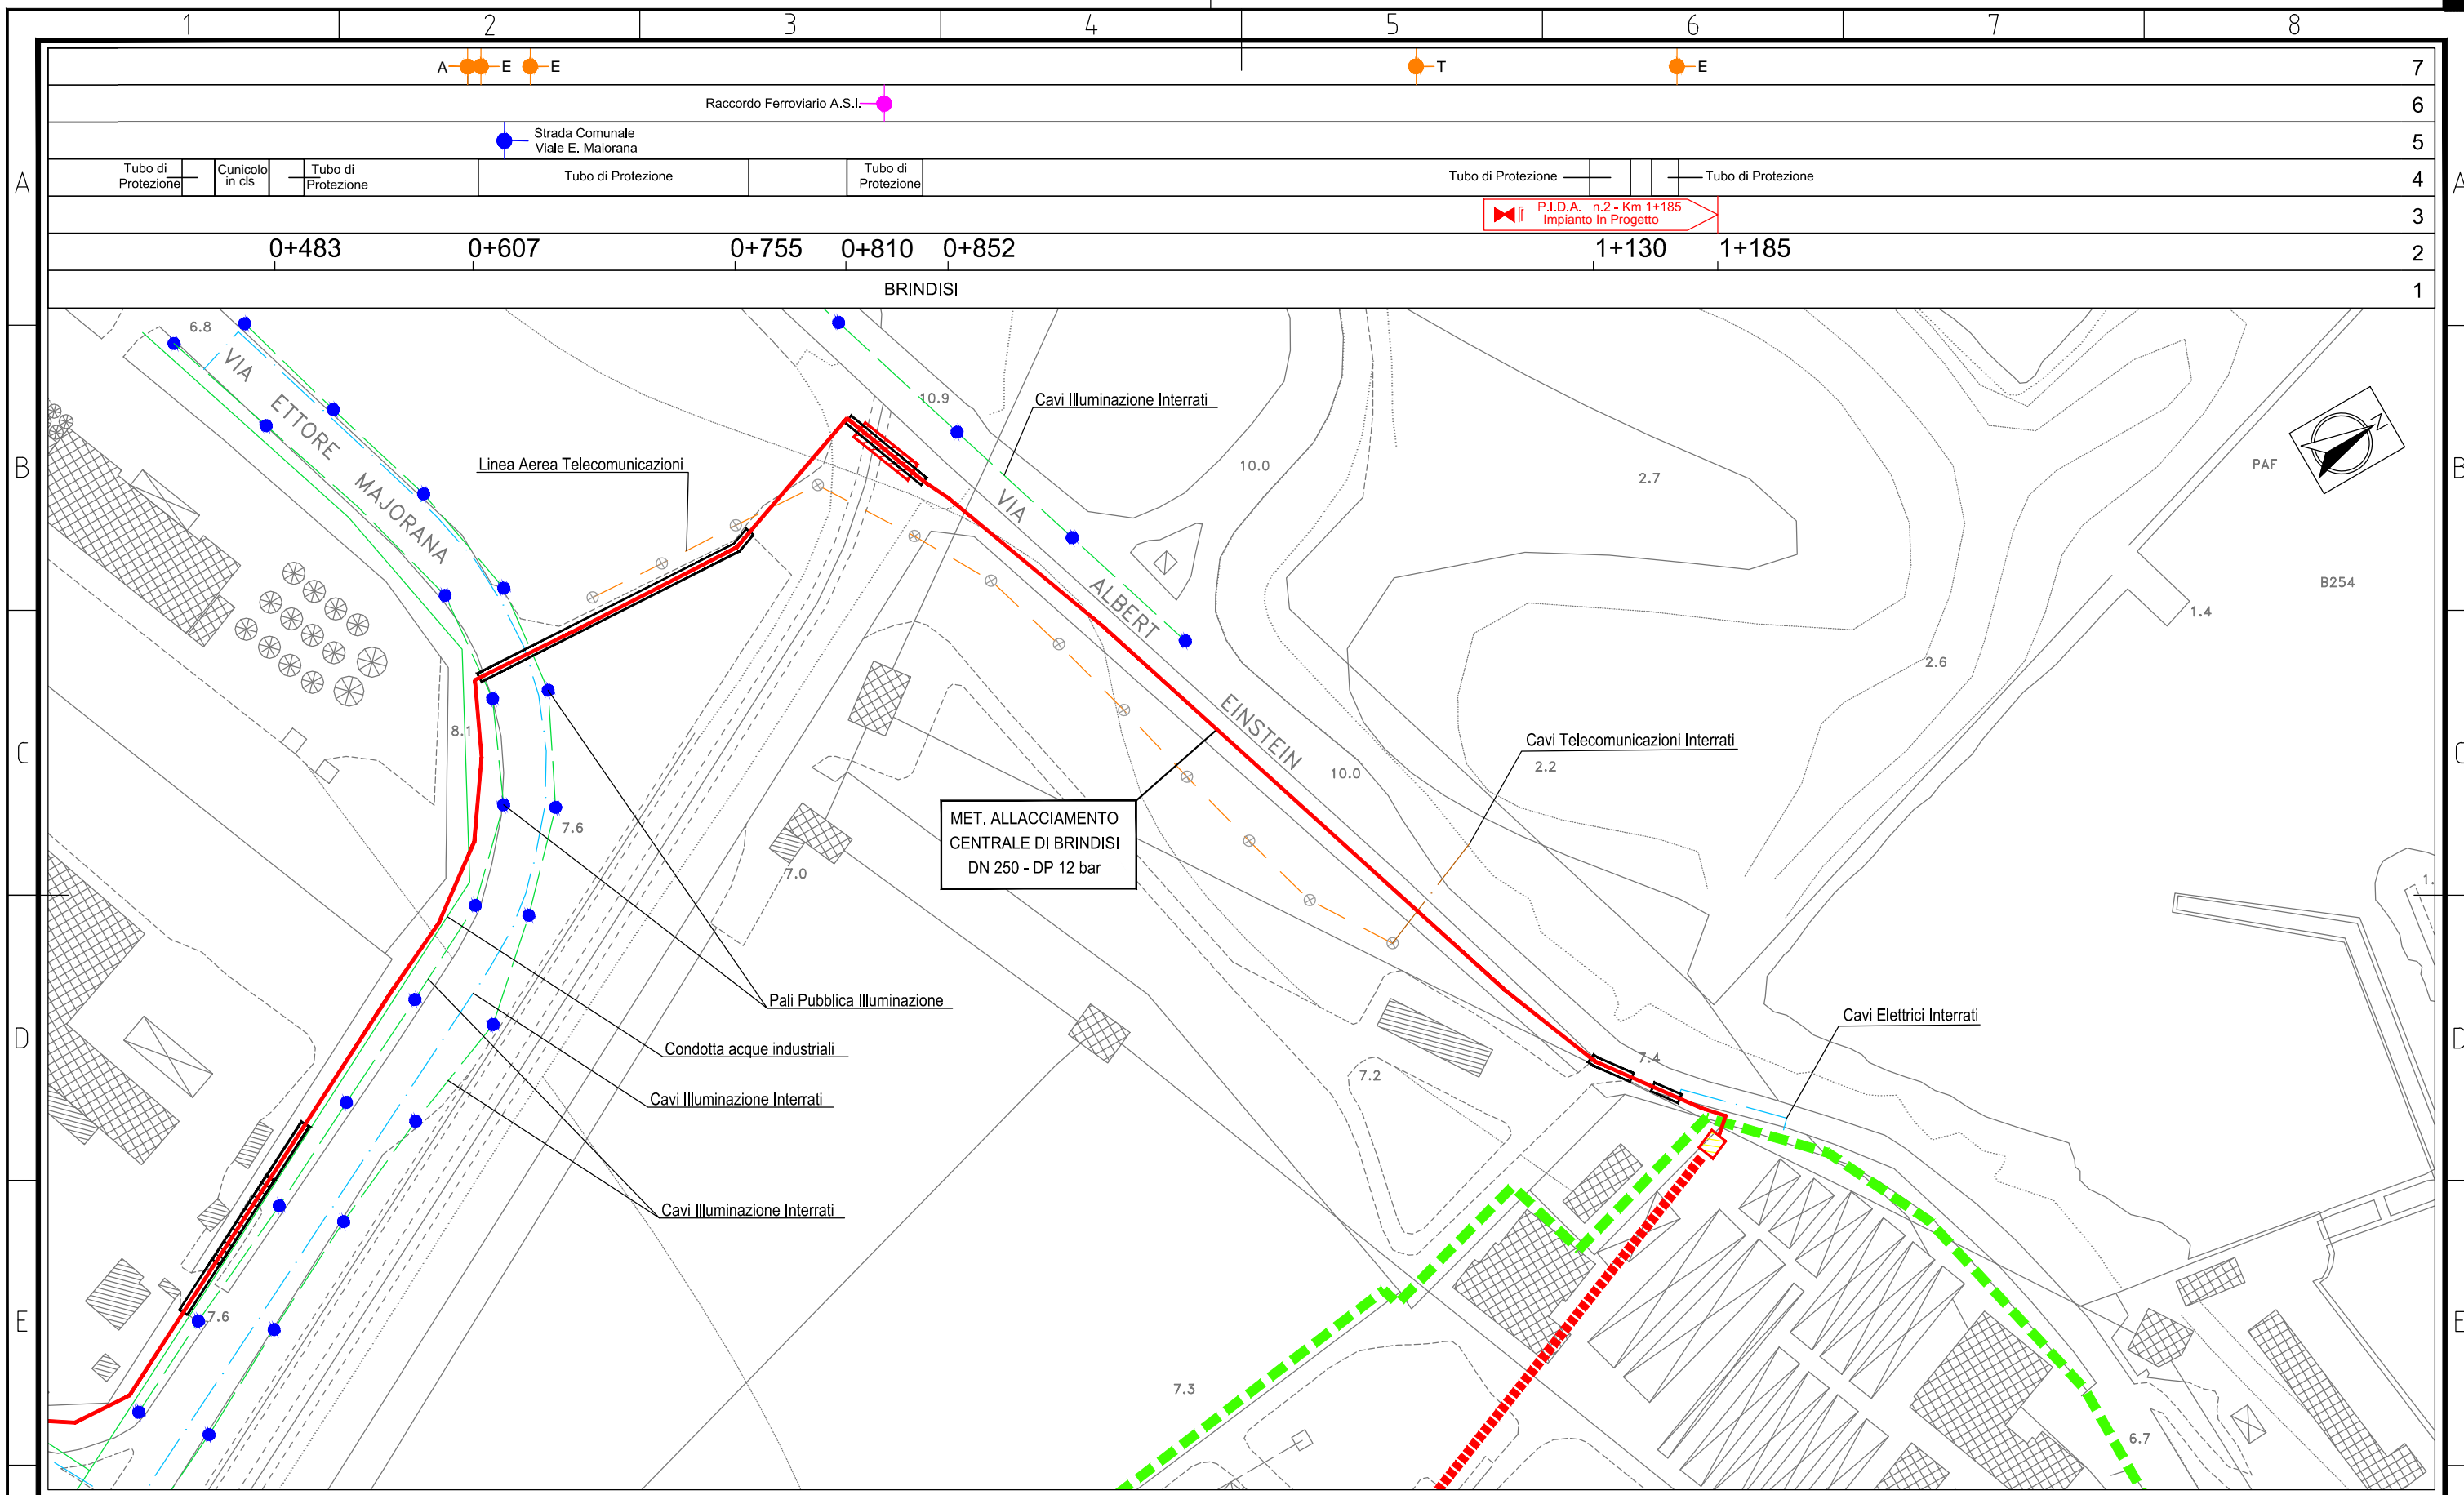 1 2 3 4 5 6 7 8
A E E T E 7
Raccordo Ferroviario A.S.I. 6
Strada Comunale
Viale E. Maiorana 5
Tubo di
Protezione
Cunicolo
in cls
Tubo di
Protezione
Tubo di Protezione
Tubo di
Protezione
Tubo di Protezione
Tubo di Protezione
4
P.I.D.A. n.2 - Km 1+185
Impianto In Progetto
3
0+483 0+607 0+755 0+810 0+852 1+130 1+185 2
BRINDISI 1
A A
B B
C C
D D
E E
6.8
VIA ETTORE MAJORANA
10.9
Cavi Illuminazione Interrati
Linea Aerea Telecomunicazioni
10.0
2.7
PAF
N
B254
1.4
2.6
VIA ALBERT EINSTEIN
8.1
7.6
7.0
10.0
Cavi Telecomunicazioni Interrati
2.2
MET. ALLACCIAMENTO
CENTRALE DI BRINDISI
DN 250 - DP 12 bar
1.
Pali Pubblica Illuminazione
Condotta acque industriali
Cavi Illuminazione Interrati
Cavi Illuminazione Interrati
Cavi Elettrici Interrati
7.4
7.2
7.6
7.3
6.7